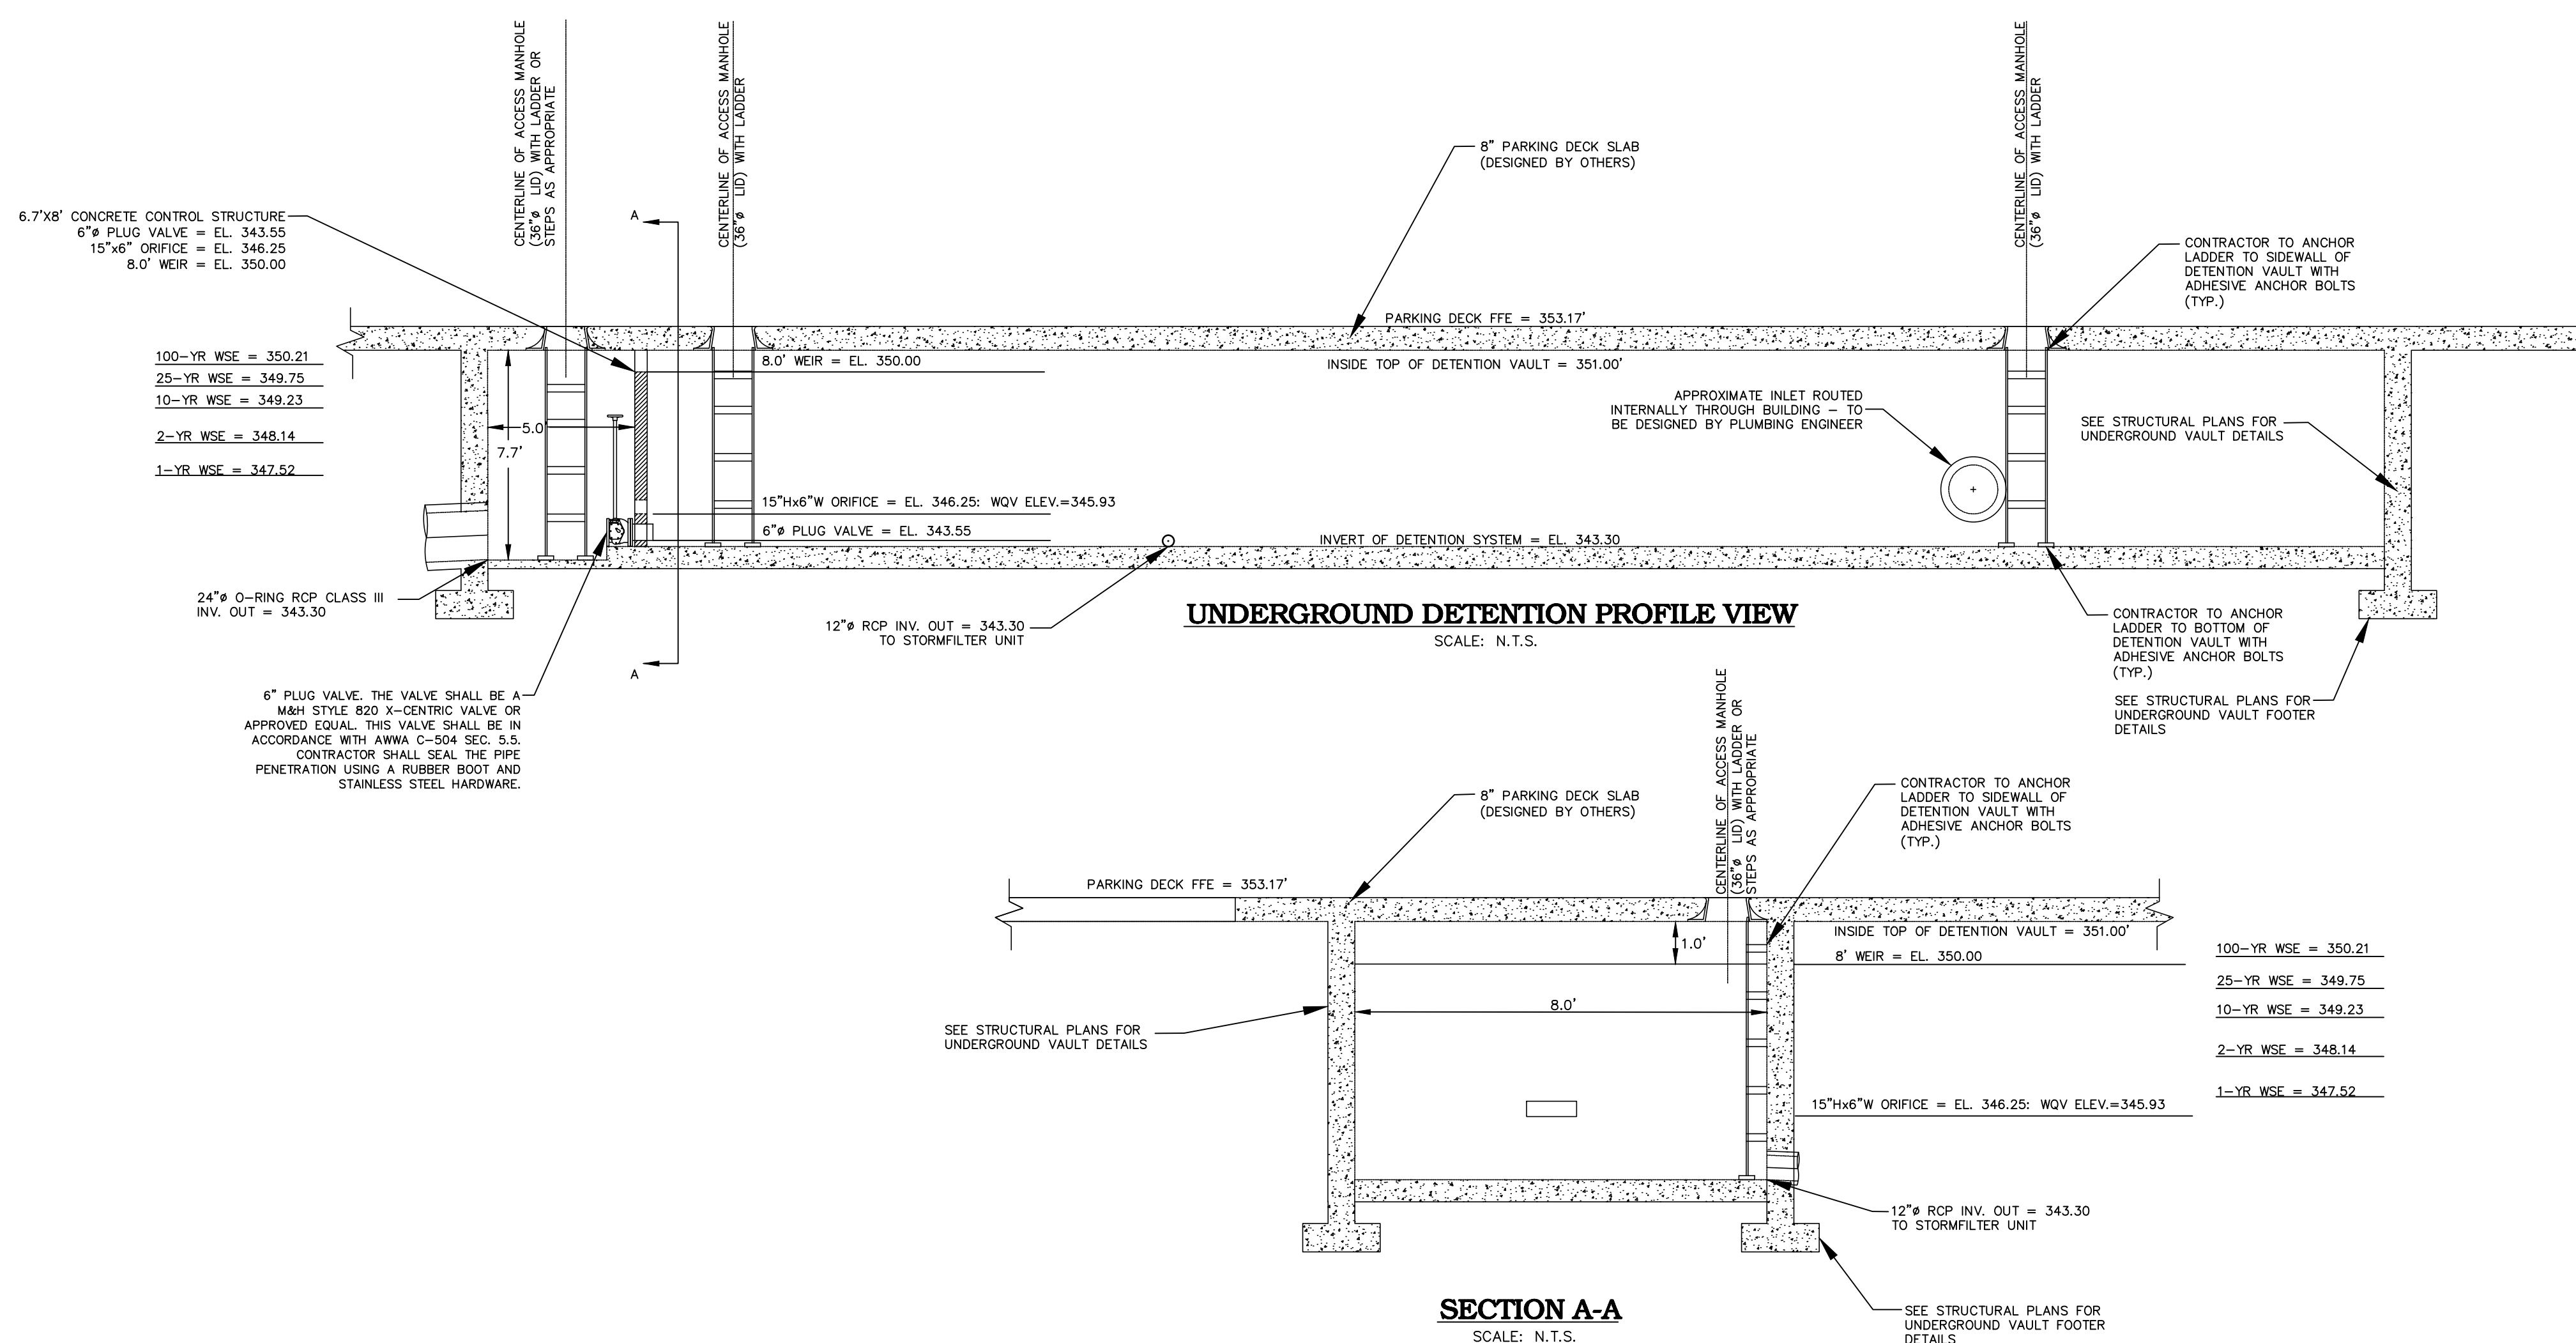 CENTERLINE OF ACCESS MANHOLE
(36"ø LID) WITH LADDER OR
STEPS AS APPROPRIATE
CENTERLINE OF ACCESS MANHOLE
(36"ø LID) WITH LADDER
CENTERLINE OF ACCESS MANHOLE
(36"ø LID) WITH LADDER
8" PARKING DECK SLAB
(DESIGNED BY OTHERS)
6.7'X8' CONCRETE CONTROL STRUCTURE
6"ø PLUG VALVE = EL. 343.55
15"x6" ORIFICE = EL. 346.25
8.0' WEIR = EL. 350.00
A
CONTRACTOR TO ANCHOR
LADDER TO SIDEWALL OF
DETENTION VAULT WITH
ADHESIVE ANCHOR BOLTS
(TYP.)
PARKING DECK FFE = 353.17'
100-YR WSE = 350.21
25-YR WSE = 349.75
10-YR WSE = 349.23
2-YR WSE = 348.14
1-YR WSE = 347.52
8.0' WEIR = EL. 350.00
INSIDE TOP OF DETENTION VAULT = 351.00'
5.0'
7.7'
APPROXIMATE INLET ROUTED
INTERNALLY THROUGH BUILDING – TO
BE DESIGNED BY PLUMBING ENGINEER
SEE STRUCTURAL PLANS FOR
UNDERGROUND VAULT DETAILS
15"Hx6"W ORIFICE = EL. 346.25: WQV ELEV.=345.93
6"ø PLUG VALVE = EL. 343.55
INVERT OF DETENTION SYSTEM = EL. 343.30
24"ø O-RING RCP CLASS III
INV. OUT = 343.30
12"ø RCP INV. OUT = 343.30
TO STORMFILTER UNIT
UNDERGROUND DETENTION PROFILE VIEW
SCALE: N.T.S.
CONTRACTOR TO ANCHOR
LADDER TO BOTTOM OF
DETENTION VAULT WITH
ADHESIVE ANCHOR BOLTS
(TYP.)
SEE STRUCTURAL PLANS FOR
UNDERGROUND VAULT FOOTER
DETAILS
A
6" PLUG VALVE. THE VALVE SHALL BE A
M&H STYLE 820 X-CENTRIC VALVE OR
APPROVED EQUAL. THIS VALVE SHALL BE IN
ACCORDANCE WITH AWWA C-504 SEC. 5.5.
CONTRACTOR SHALL SEAL THE PIPE
PENETRATION USING A RUBBER BOOT AND
STAINLESS STEEL HARDWARE.
CENTERLINE OF ACCESS MANHOLE
(36"ø LID) WITH LADDER OR
STEPS AS APPROPRIATE
8" PARKING DECK SLAB
(DESIGNED BY OTHERS)
CONTRACTOR TO ANCHOR
LADDER TO SIDEWALL OF
DETENTION VAULT WITH
ADHESIVE ANCHOR BOLTS
(TYP.)
PARKING DECK FFE = 353.17'
1.0'
INSIDE TOP OF DETENTION VAULT = 351.00'
8' WEIR = EL. 350.00
100-YR WSE = 350.21
25-YR WSE = 349.75
10-YR WSE = 349.23
2-YR WSE = 348.14
1-YR WSE = 347.52
8.0'
SEE STRUCTURAL PLANS FOR
UNDERGROUND VAULT DETAILS
15"Hx6"W ORIFICE = EL. 346.25: WQV ELEV.=345.93
12"ø RCP INV. OUT = 343.30
TO STORMFILTER UNIT
SECTION A-A
SCALE: N.T.S.
SEE STRUCTURAL PLANS FOR
UNDERGROUND VAULT FOOTER
DETAILS